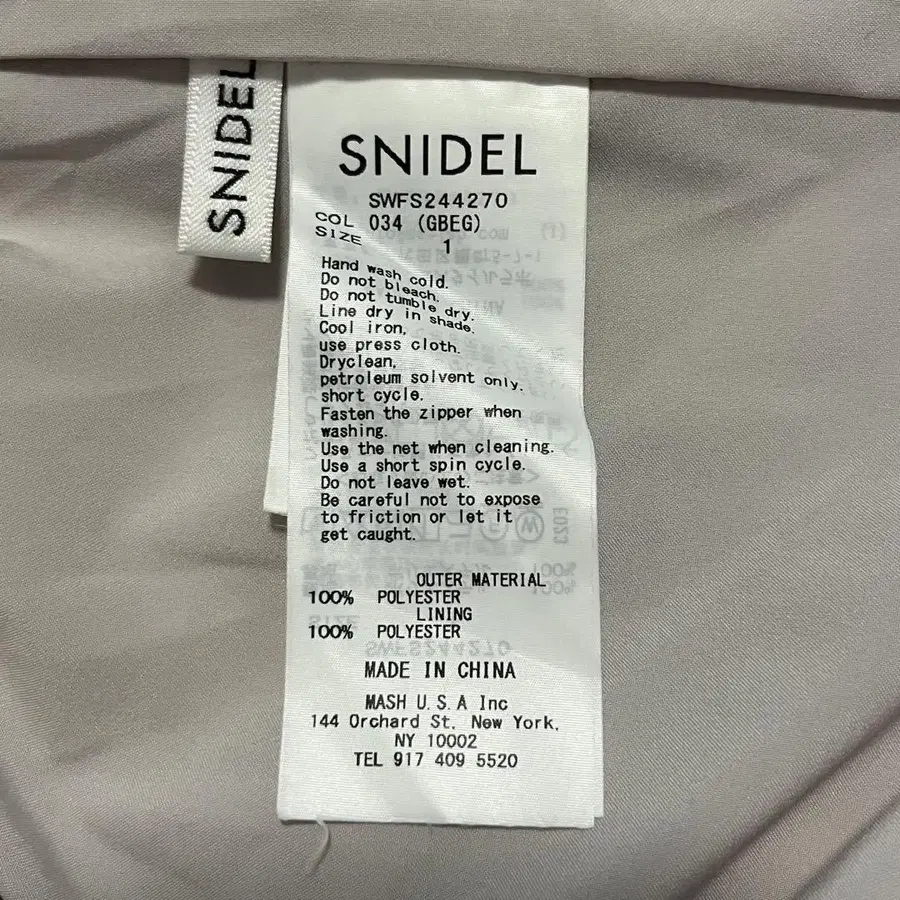 SNIDEL
SNIDEL
SWFS244270
COL 034 (GBEG)
SIZE 1
Hand wash cold.
Do not bleach.
Do not tumble dry.
Line dry in shade.
Cool iron,
use press cloth.
Dryclean,
petroleum solvent only.
short cycle.
Fasten the zipper when
washing.
Use the net when cleaning.
Use a short spin cycle.
Do not leave wet.
Be careful not to expose
to friction or let it
get caught.
OUTER MATERIAL
100% POLYESTER
LINING
100% POLYESTER
MADE IN CHINA
MASH U.S.A Inc
144 Orchard St, New York,
NY 10002
TEL 917 409 5520